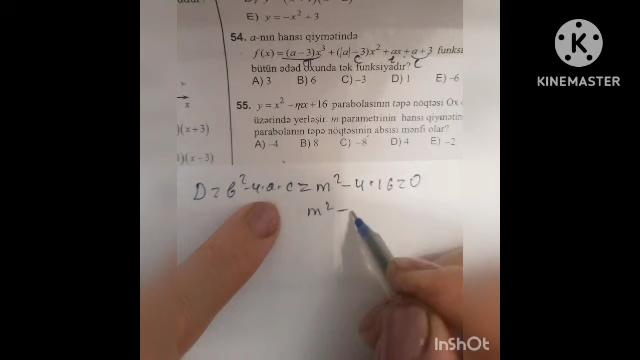 E) y = −x² + 3
54. a-nın hansı qiymətində
f(x) = (a−3)x³ + (|a|−3)x² + ax + a + 3 funksi
T C t C
bütün ədəd oxunda tək funksiyadır?
A) 3 B) 6 C) −3 D) 1 E) −6
55. y = x² − mx + 16 parabolasının təpə nöqtəsi Ox
üzərində yerləşir. m parametrinin hansı qiymətin
parabolanın təpə nöqtəsinin absisi mənfi olar?
A) −4 B) 8 C) −8 D) 4 E) −2
x
)(x+3)
)(x−3)
D = b² − 4·a·c = m² − 4·16 = 0
m² −
KINEMASTER
InShOt